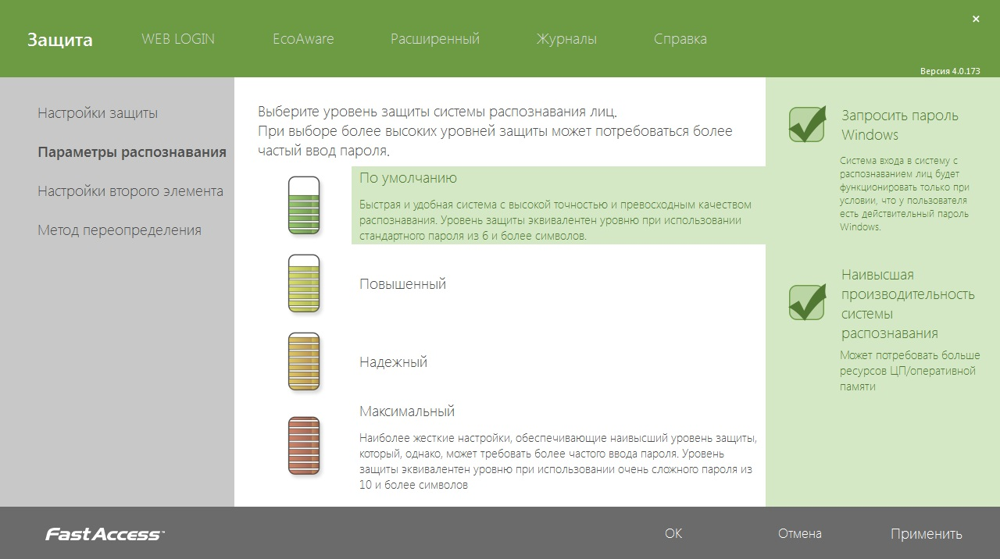 ×
Защита WEB LOGIN EcoAware Расширенный Журналы Справка
Версия 4.0.173
Настройки защиты
Параметры распознавания
Настройки второго элемента
Метод переопределения
Выберите уровень защиты системы распознавания лиц.
При выборе более высоких уровней защиты может потребоваться более
частый ввод пароля.
По умолчанию
Быстрая и удобная система с высокой точностью и превосходным качеством
распознавания. Уровень защиты эквивалентен уровню при использовании
стандартного пароля из 6 и более символов.
Повышенный
Надежный
Максимальный
Наиболее жесткие настройки, обеспечивающие наивысший уровень защиты,
который, однако, может требовать более частого ввода пароля. Уровень
защиты эквивалентен уровню при использовании очень сложного пароля из
10 и более символов
Запросить пароль
Windows
Система входа в систему с
распознаванием лиц будет
функционировать только при
условии, что у пользователя
есть действительный пароль
Windows.
Наивысшая
производительность
системы
распознавания
Может потребовать больше
ресурсов ЦП/оперативной
памяти
FastAccess™
OK Отмена Применить